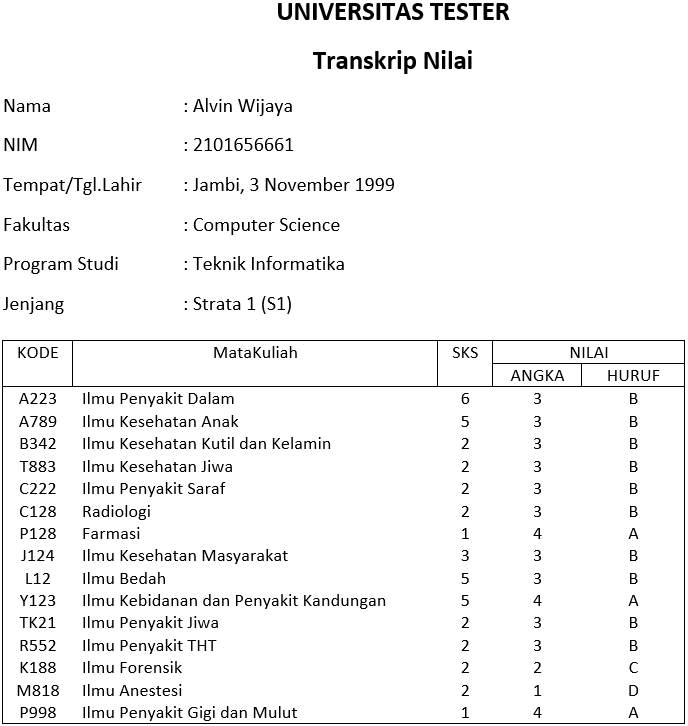 UNIVERSITAS TESTER
Transkrip Nilai
Nama : Alvin Wijaya
NIM : 2101656661
Tempat/Tgl.Lahir : Jambi, 3 November 1999
Fakultas : Computer Science
Program Studi : Teknik Informatika
Jenjang : Strata 1 (S1)
KODE MataKuliah SKS NILAI
ANGKA HURUF
A223 Ilmu Penyakit Dalam 6 3 B
A789 Ilmu Kesehatan Anak 5 3 B
B342 Ilmu Kesehatan Kutil dan Kelamin 2 3 B
T883 Ilmu Kesehatan Jiwa 2 3 B
C222 Ilmu Penyakit Saraf 2 3 B
C128 Radiologi 2 3 B
P128 Farmasi 1 4 A
J124 Ilmu Kesehatan Masyarakat 3 3 B
L12 Ilmu Bedah 5 3 B
Y123 Ilmu Kebidanan dan Penyakit Kandungan 5 4 A
TK21 Ilmu Penyakit Jiwa 2 3 B
R552 Ilmu Penyakit THT 2 3 B
K188 Ilmu Forensik 2 2 C
M818 Ilmu Anestesi 2 1 D
P998 Ilmu Penyakit Gigi dan Mulut 1 4 A